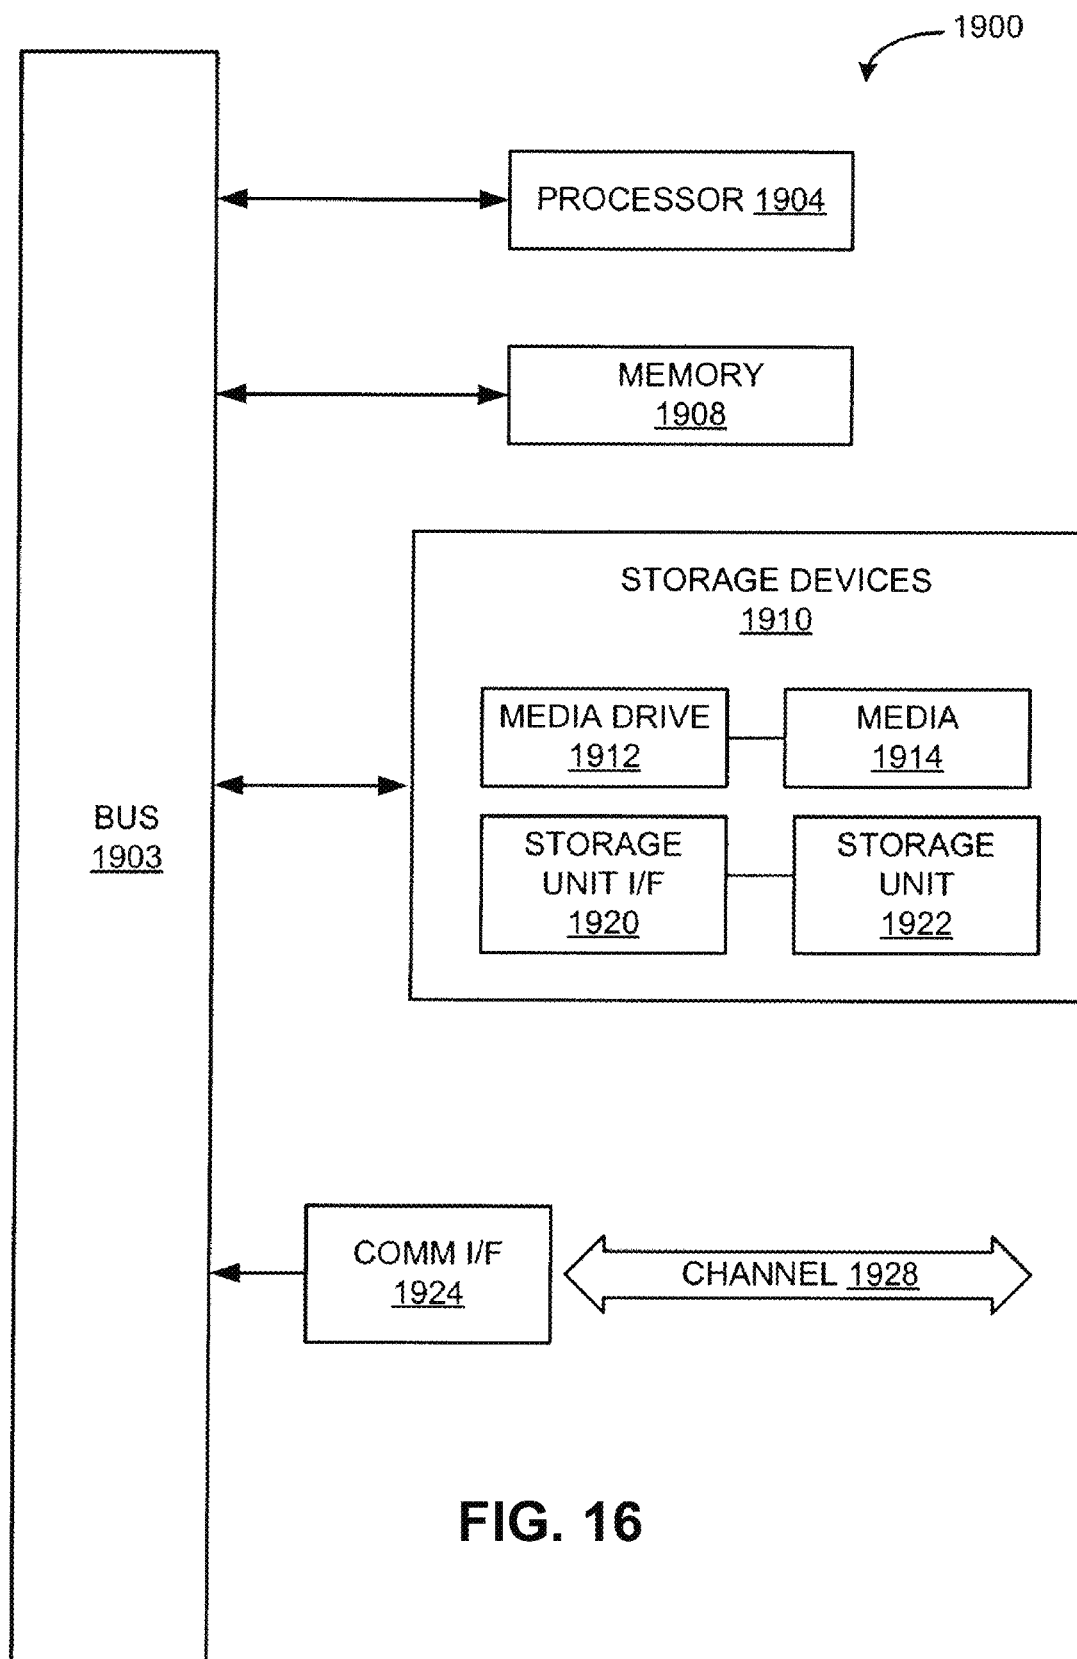 1900
PROCESSOR 1904
MEMORY
1908
STORAGE DEVICES
1910
MEDIA DRIVE
1912
MEDIA
1914
BUS
1903
STORAGE
UNIT I/F
1920
STORAGE
UNIT
1922
COMM I/F
1924
CHANNEL 1928
FIG. 16